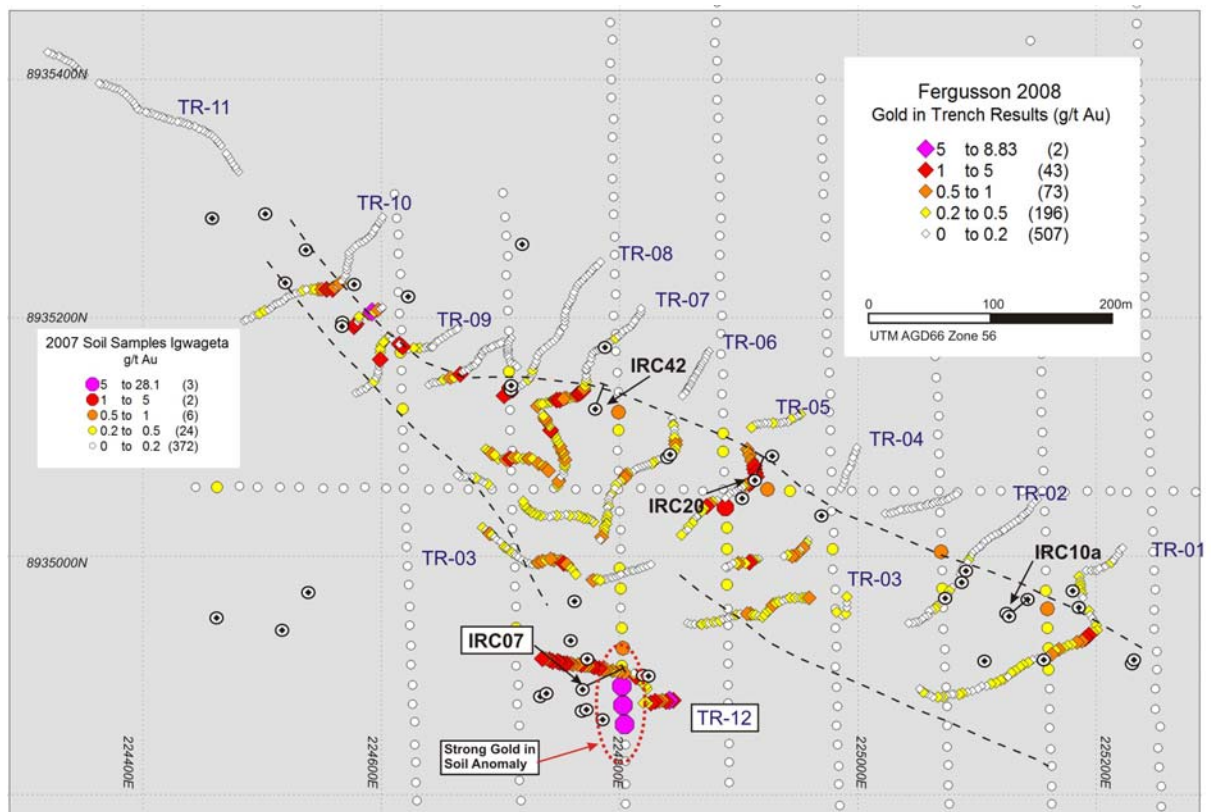 8935400N
TR-11
Fergusson 2008
Gold in Trench Results (g/t Au)
5 to 8.83 (2)
1 to 5 (43)
0.5 to 1 (73)
0.2 to 0.5 (196)
0 to 0.2 (507)
0 100 200m
UTM AGD66 Zone 56
TR-10
TR-08
TR-07
8935200N
TR-09
TR-06
2007 Soil Samples Igwageta
g/t Au
5 to 28.1 (3)
1 to 5 (2)
0.5 to 1 (6)
0.2 to 0.5 (24)
0 to 0.2 (372)
IRC42
TR-05
TR-04
IRC20
TR-02
8935000N
TR-03
IRC10a
TR-01
TR-03
IRC07
TR-12
Strong Gold in
Soil Anomaly
224400E
224600E
224800E
225000E
225200E